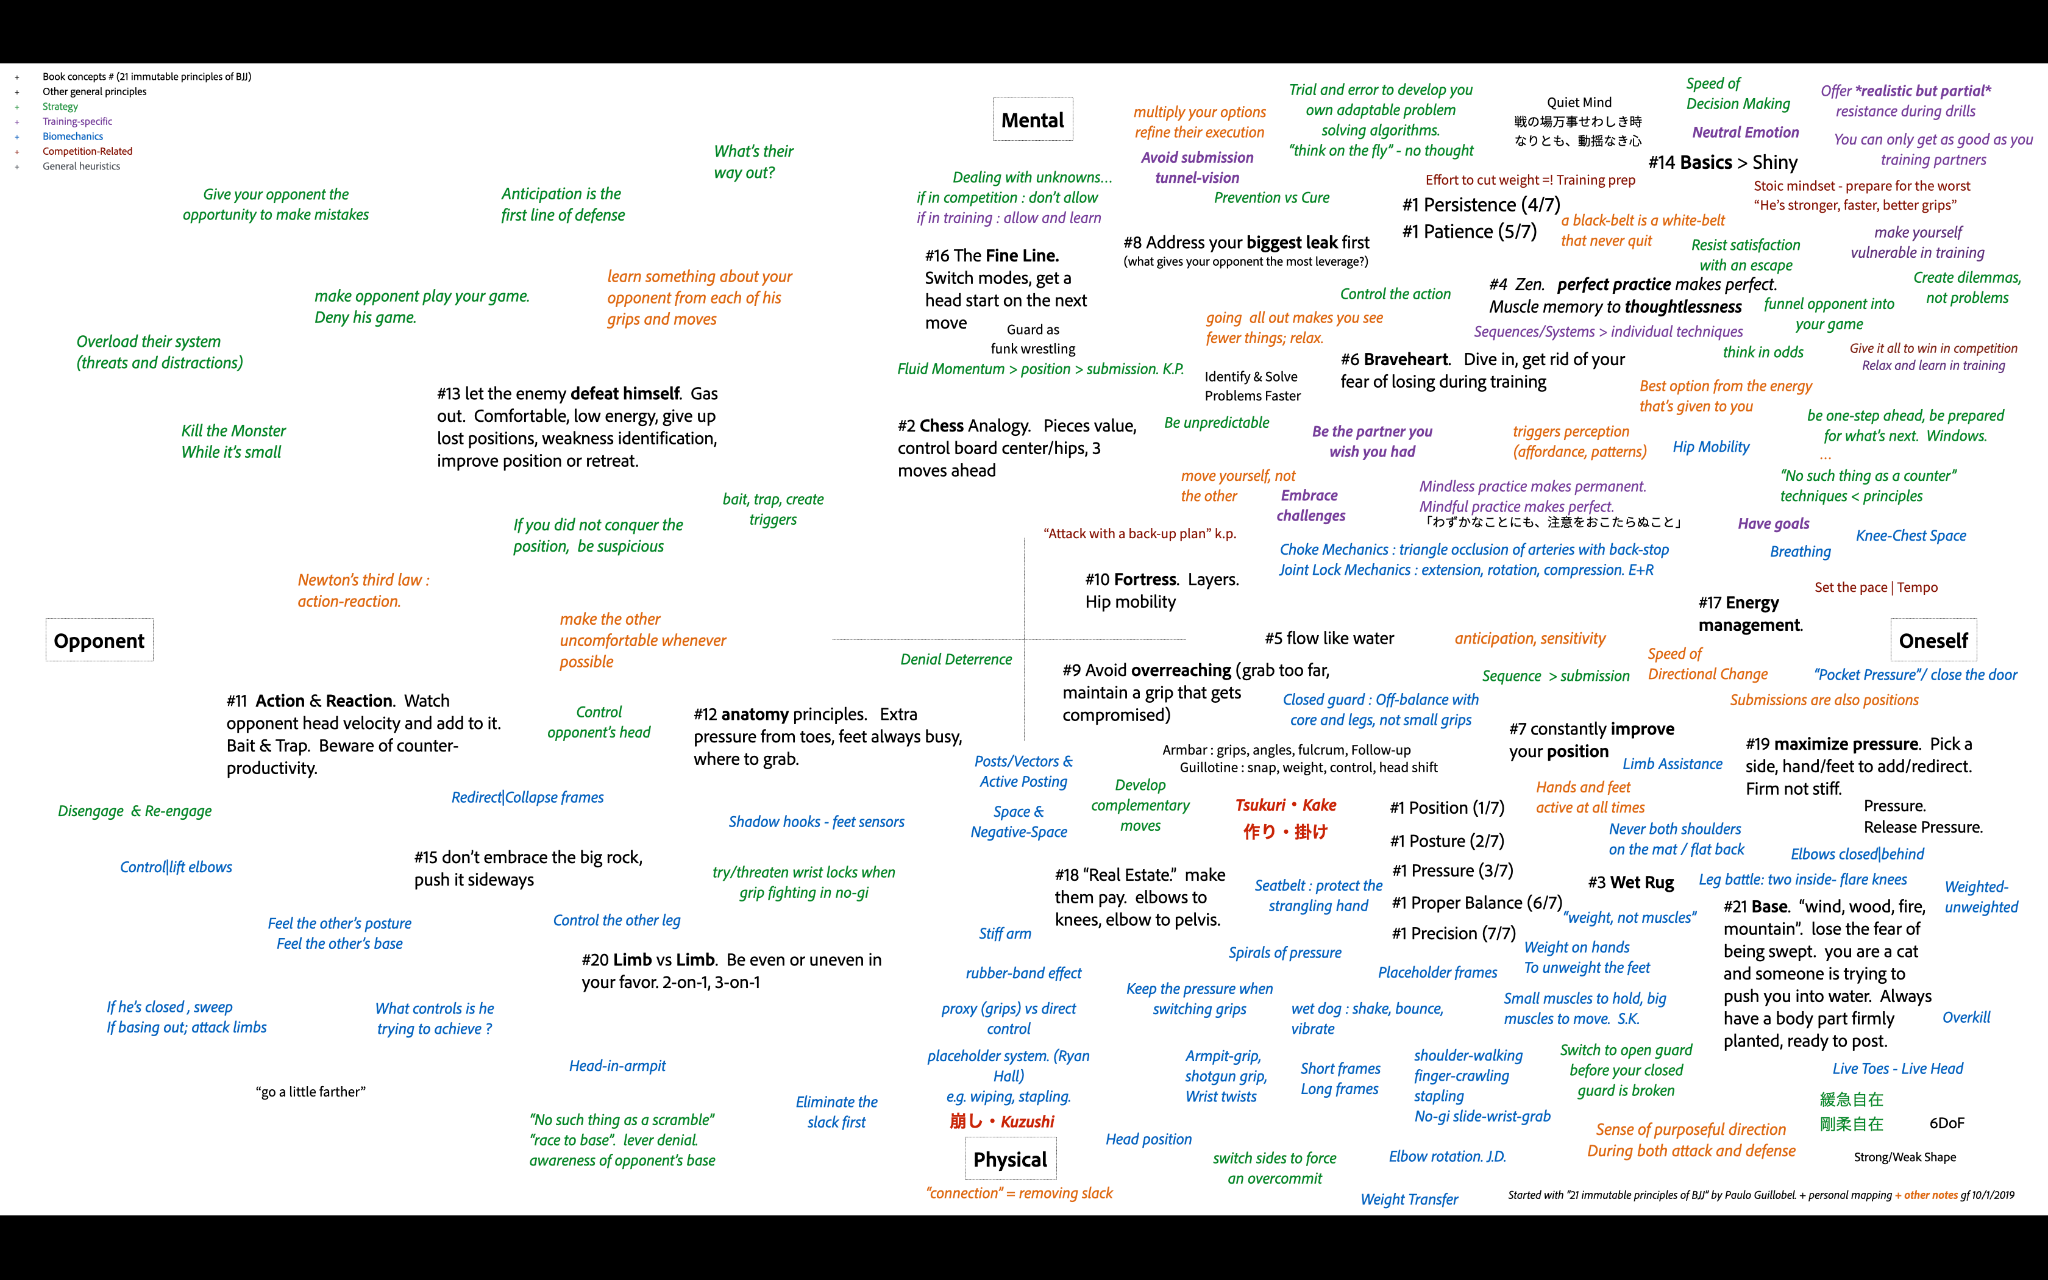 + Book concepts # (21 immutable principles of BJJ)
+ Other general principles
+ Strategy
+ Training-specific
+ Biomechanics
+ Competition-Related
+ General heuristics
Mental
What's their
way out?
Give your opponent the
opportunity to make mistakes
Anticipation is the
first line of defense
make opponent play your game.
Deny his game.
learn something about your
opponent from each of his
grips and moves
Overload their system
(threats and distractions)
#13 let the enemy defeat himself. Gas
out. Comfortable, low energy, give up
lost positions, weakness identification,
improve position or retreat.
Kill the Monster
While it's small
bait, trap, create
triggers
If you did not conquer the
position, be suspicious
Newton's third law :
action-reaction.
make the other
uncomfortable whenever
possible
multiply your options
refine their execution
Avoid submission
tunnel-vision
Trial and error to develop you
own adaptable problem
solving algorithms.
"think on the fly" - no thought
Quiet Mind
戦の場万事せわしき時
なりとも、動揺なき心
Speed of
Decision Making
Neutral Emotion
Offer *realistic but partial*
resistance during drills
You can only get as good as you
training partners
#14 Basics > Shiny
Dealing with unknowns...
if in competition : don't allow
if in training : allow and learn
Prevention vs Cure
Effort to cut weight =! Training prep
#1 Persistence (4/7)
#1 Patience (5/7)
Stoic mindset - prepare for the worst
"He's stronger, faster, better grips"
a black-belt is a white-belt
that never quit
#16 The Fine Line.
Switch modes, get a
head start on the next
move
#8 Address your biggest leak first
(what gives your opponent the most leverage?)
Resist satisfaction
with an escape
make yourself
vulnerable in training
Control the action
#4 Zen. perfect practice makes perfect.
Muscle memory to thoughtlessness
Create dilemmas,
not problems
funnel opponent into
your game
Guard as
funk wrestling
going all out makes you see
fewer things; relax.
Sequences/Systems > individual techniques
think in odds
Give it all to win in competition
Relax and learn in training
Fluid Momentum > position > submission. K.P.
#6 Braveheart. Dive in, get rid of your
fear of losing during training
Identify & Solve
Problems Faster
Best option from the energy
that's given to you
#2 Chess Analogy. Pieces value,
control board center/hips, 3
moves ahead
Be unpredictable
Be the partner you
wish you had
triggers perception
(affordance, patterns)
Hip Mobility
be one-step ahead, be prepared
for what's next. Windows.
...
move yourself, not
the other
Embrace
challenges
Mindless practice makes permanent.
Mindful practice makes perfect.
「わずかなことにも、注意をおこたらぬこと」
"No such thing as a counter"
techniques < principles
Have goals
"Attack with a back-up plan" k.p.
Choke Mechanics : triangle occlusion of arteries with back-stop
Joint Lock Mechanics : extension, rotation, compression. E+R
Breathing
Knee-Chest Space
#10 Fortress. Layers.
Hip mobility
Set the pace | Tempo
#17 Energy
management.
Opponent
Oneself
#5 flow like water
anticipation, sensitivity
Denial Deterrence
#9 Avoid overreaching (grab too far,
maintain a grip that gets
compromised)
Speed of
Directional Change
Sequence > submission
"Pocket Pressure"/ close the door
Closed guard : Off-balance with
core and legs, not small grips
Submissions are also positions
#11 Action & Reaction. Watch
opponent head velocity and add to it.
Bait & Trap. Beware of counter-
productivity.
Control
opponent's head
#12 anatomy principles. Extra
pressure from toes, feet always busy,
where to grab.
#7 constantly improve
your position
#19 maximize pressure. Pick a
side, hand/feet to add/redirect.
Firm not stiff.
Armbar : grips, angles, fulcrum, Follow-up
Guillotine : snap, weight, control, head shift
Posts/Vectors &
Active Posting
Limb Assistance
Redirect|Collapse frames
Disengage & Re-engage
Develop
complementary
moves
Tsukuri・Kake
作り・掛け
#1 Position (1/7)
Hands and feet
active at all times
Pressure.
Release Pressure.
Shadow hooks - feet sensors
Space &
Negative-Space
#1 Posture (2/7)
Never both shoulders
on the mat / flat back
Elbows closed|behind
Control|lift elbows
#15 don't embrace the big rock,
push it sideways
try/threaten wrist locks when
grip fighting in no-gi
#18 "Real Estate." make
them pay. elbows to
knees, elbow to pelvis.
Seatbelt : protect the
strangling hand
#1 Pressure (3/7)
#3 Wet Rug
Leg battle: two inside- flare knees
Weighted-
unweighted
#1 Proper Balance (6/7)
"weight, not muscles"
#21 Base. "wind, wood, fire,
mountain". lose the fear of
being swept. you are a cat
and someone is trying to
push you into water. Always
have a body part firmly
planted, ready to post.
Feel the other's posture
Feel the other's base
Control the other leg
Stiff arm
#1 Precision (7/7)
Weight on hands
To unweight the feet
Spirals of pressure
#20 Limb vs Limb. Be even or uneven in
your favor. 2-on-1, 3-on-1
rubber-band effect
Placeholder frames
Keep the pressure when
switching grips
If he's closed , sweep
If basing out; attack limbs
What controls is he
trying to achieve ?
proxy (grips) vs direct
control
wet dog : shake, bounce,
vibrate
Small muscles to hold, big
muscles to move. S.K.
Overkill
Head-in-armpit
placeholder system. (Ryan
Hall)
e.g. wiping, stapling.
Armpit-grip,
shotgun grip,
Wrist twists
Short frames
Long frames
shoulder-walking
finger-crawling
stapling
No-gi slide-wrist-grab
Switch to open guard
before your closed
guard is broken
Live Toes - Live Head
"go a little farther"
Eliminate the
slack first
緩急自在
剛柔自在
6DoF
"No such thing as a scramble"
"race to base". lever denial.
awareness of opponent's base
崩し・Kuzushi
Physical
"connection" = removing slack
Head position
switch sides to force
an overcommit
Elbow rotation. J.D.
Sense of purposeful direction
During both attack and defense
Strong/Weak Shape
Weight Transfer
Started with "21 immutable principles of BJJ" by Paulo Guillobel. + personal mapping + other notes gf 10/1/2019